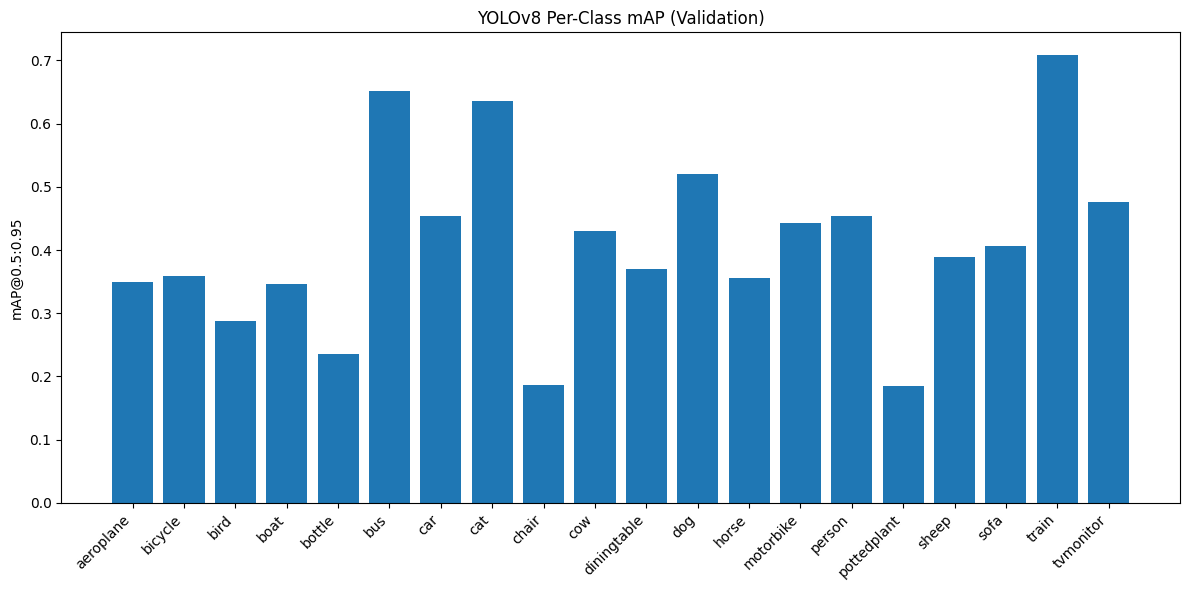 YOLOv8 Per-Class mAP (Validation)
mAP@0.5:0.95
0.7
0.6
0.5
0.4
0.3
0.2
0.1
0.0
aeroplane
bicycle
bird
boat
bottle
bus
car
cat
chair
cow
diningtable
dog
horse
motorbike
person
pottedplant
sheep
sofa
train
tvmonitor